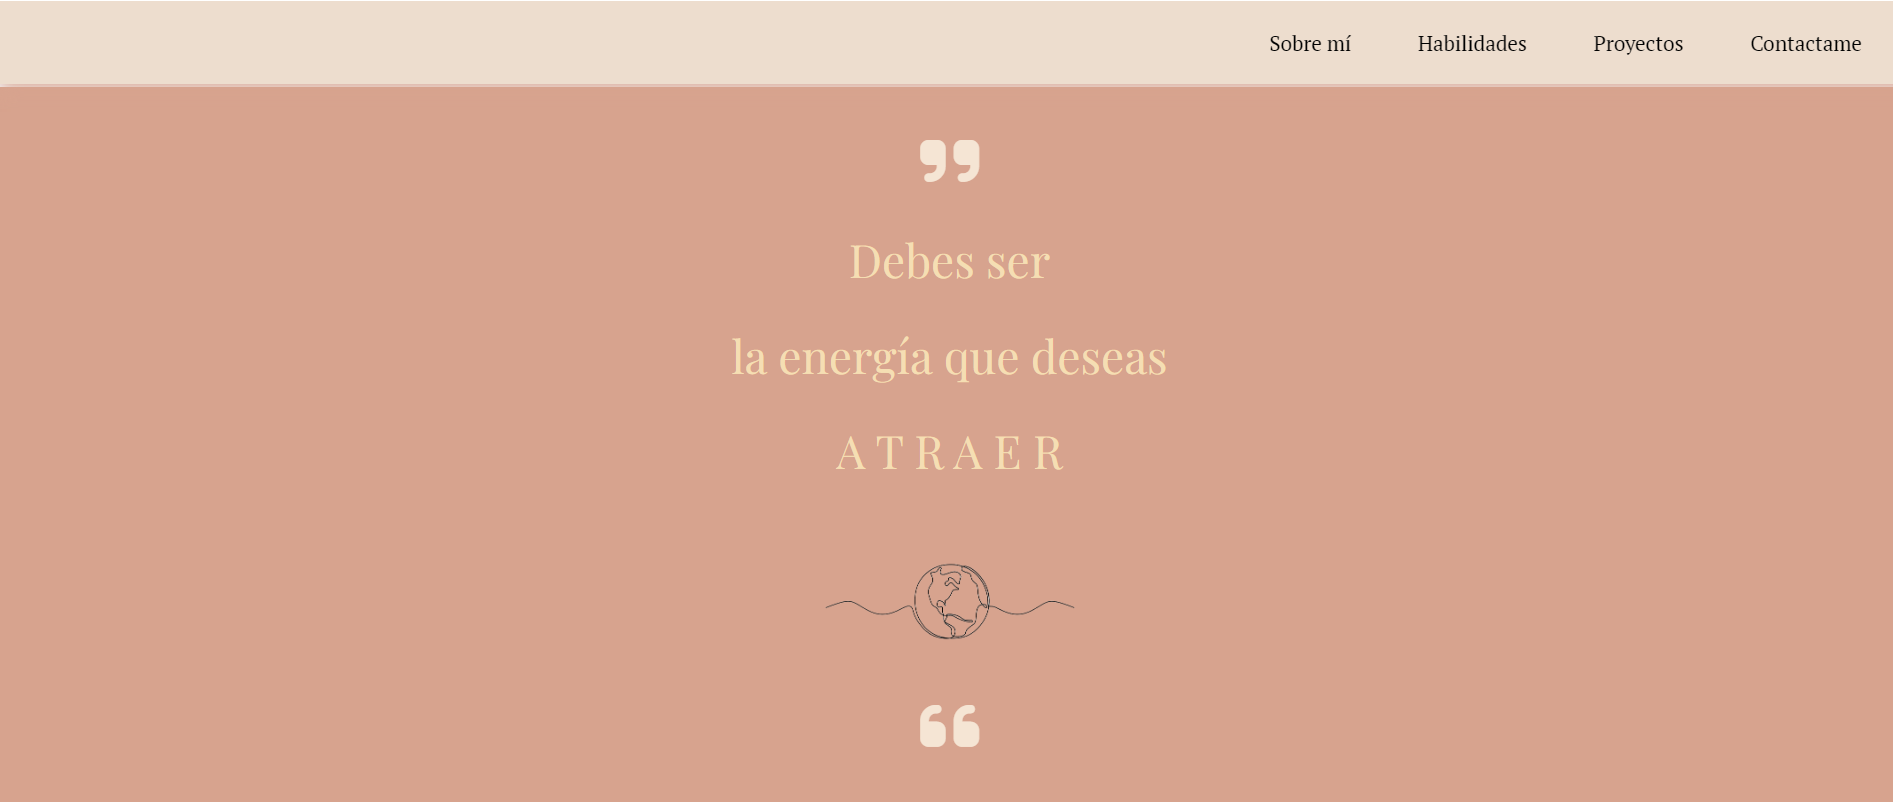 Sobre mí Habilidades Proyectos Contactame
”
Debes ser
la energía que deseas
A T R A E R
“